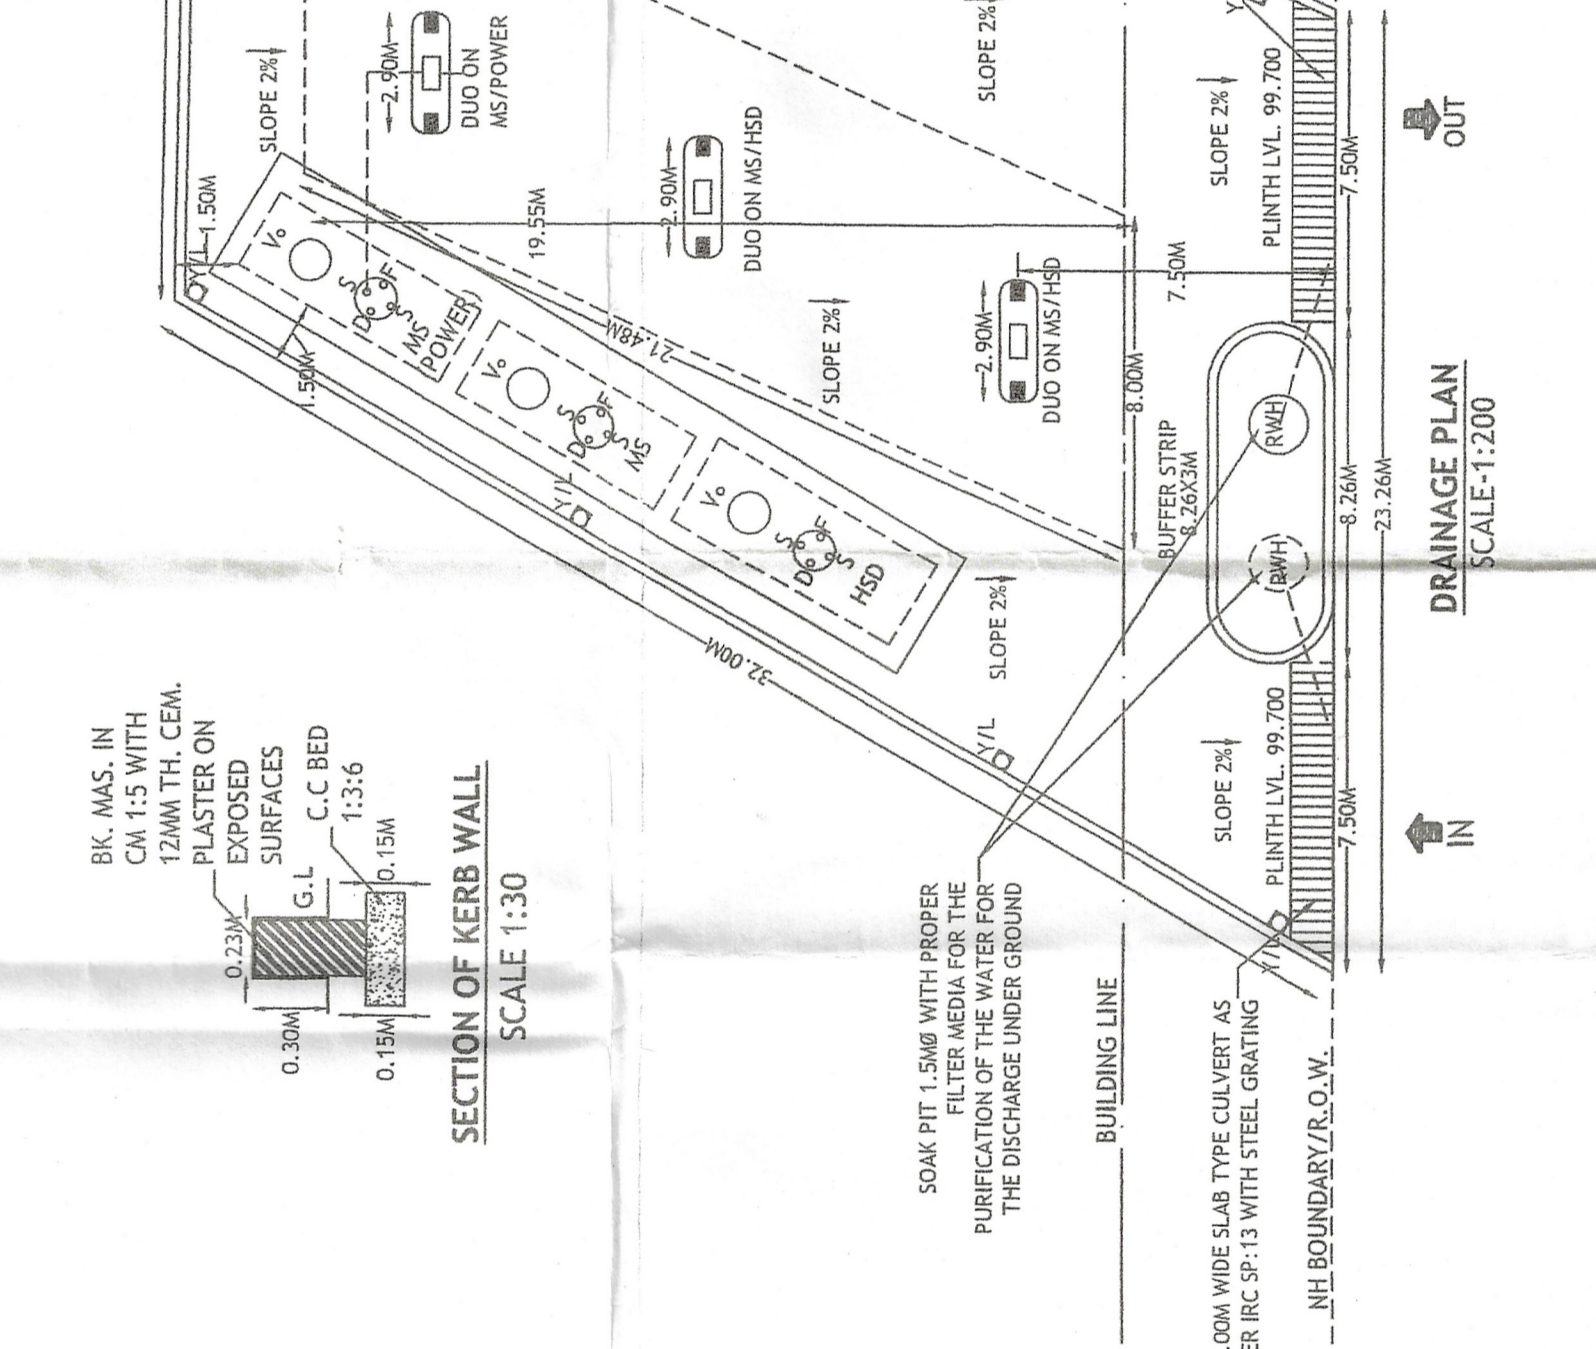 BK. MAS. IN
CM 1:5 WITH
12MM TH. CEM.
PLASTER ON
EXPOSED
SURFACES
G.L
C.C BED
1:3:6
0.23M
0.30M
0.15M
0.15M
SECTION OF KERB WALL
SCALE 1:30
SLOPE 2%
2.90M
DUO ON
MS/POWER
SLOPE 2%
1.50M
Y/L
1.50M
V
S
F
D
S
S
MS
(POWER)
19.55M
2.90M
DUO ON MS/HSD
21.48M
V
S
F
D
S
S
MS
Y/L
SLOPE 2%
2.90M
DUO ON MS/HSD
7.50M
8.00M
V
S
F
D
S
HSD
32.00M
SLOPE 2%
Y/L
BUFFER STRIP
8.26X3M
RWH
RWH
SLOPE 2%
PLINTH LVL. 99.700
7.50M
OUT
SLOPE 2%
PLINTH LVL. 99.700
7.50M
IN
8.26M
23.26M
Y/L
SOAK PIT 1.5MØ WITH PROPER
FILTER MEDIA FOR THE
PURIFICATION OF THE WATER FOR
THE DISCHARGE UNDER GROUND
BUILDING LINE
.00M WIDE SLAB TYPE CULVERT AS
ER IRC SP:13 WITH STEEL GRATING
NH BOUNDARY/R.O.W.
DRAINAGE PLAN
SCALE-1:200